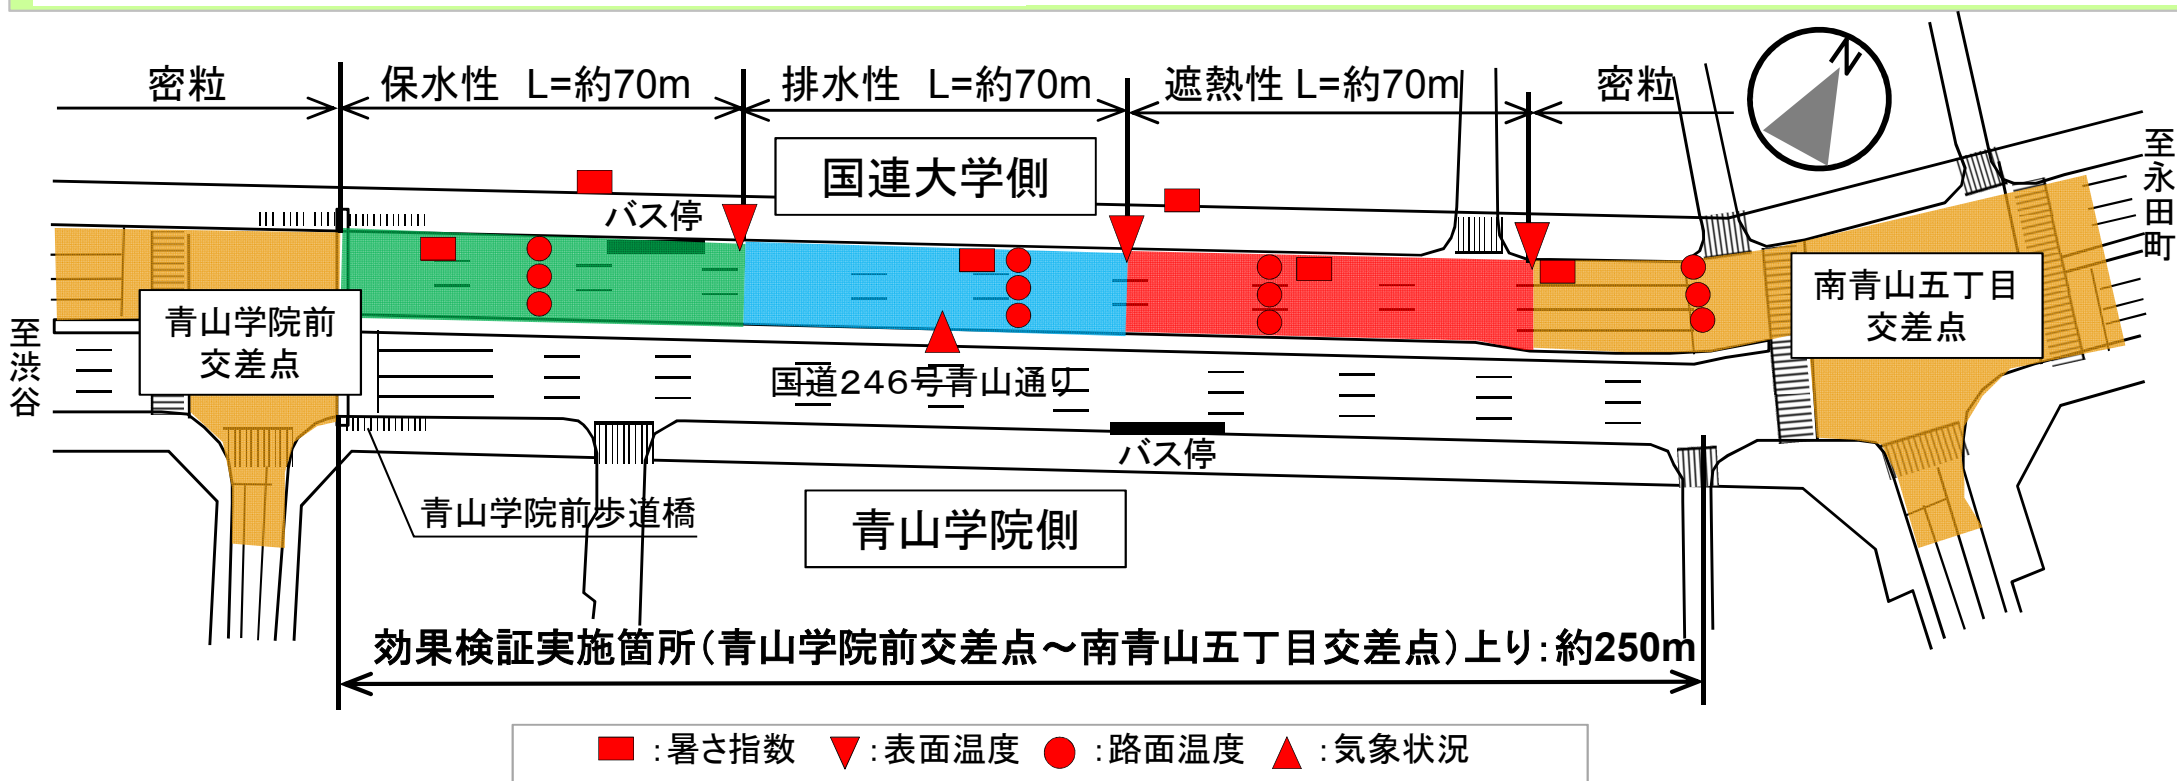 密粒
保水性 L=約70m
排水性 L=約70m
遮熱性 L=約70m
密粒
N
国連大学側
バス停
至永田町
至渋谷
青山学院前
交差点
南青山五丁目
交差点
国道246号青山通り
バス停
青山学院前歩道橋
青山学院側
効果検証実施箇所(青山学院前交差点~南青山五丁目交差点)上り:約250m
:暑さ指数 :表面温度 :路面温度 :気象状況